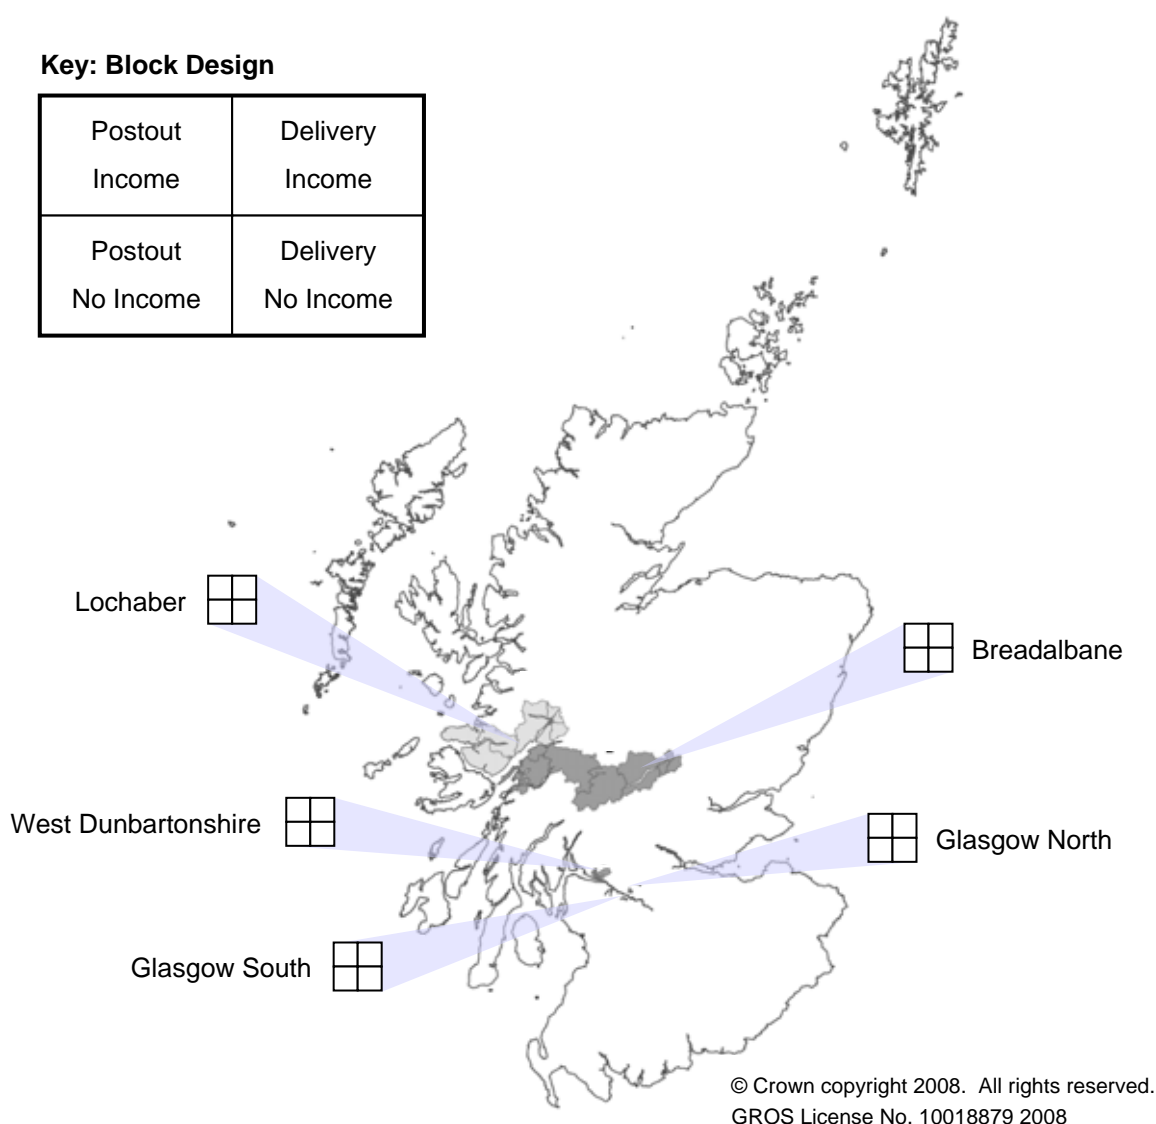 Key: Block Design
Postout
Income
Delivery
Income
Postout
No Income
Delivery
No Income
Lochaber
Breadalbane
West Dunbartonshire
Glasgow North
Glasgow South
© Crown copyright 2008. All rights reserved.
GROS License No. 10018879 2008